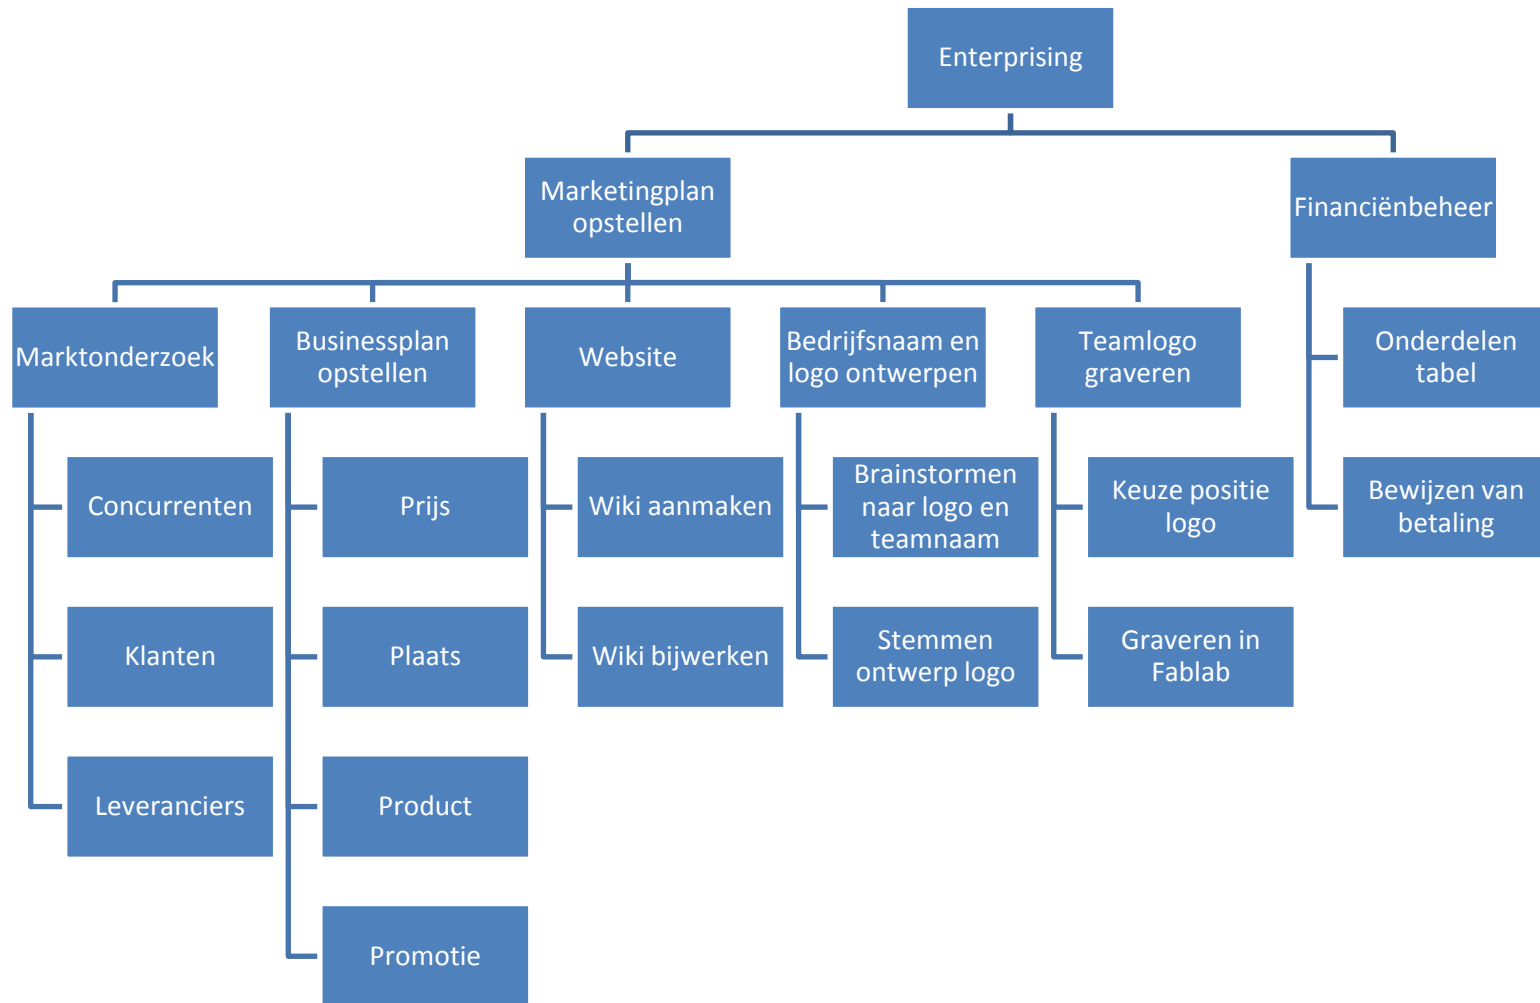 Enterprising
Marketingplan
opstellen
Financiënbeheer
Marktonderzoek
Businessplan
opstellen
Website
Bedrijfsnaam en
logo ontwerpen
Teamlogo
graveren
Onderdelen
tabel
Concurrenten
Prijs
Wiki aanmaken
Brainstormen
naar logo en
teamnaam
Keuze positie
logo
Bewijzen van
betaling
Klanten
Plaats
Wiki bijwerken
Stemmen
ontwerp logo
Graveren in
Fablab
Leveranciers
Product
Promotie